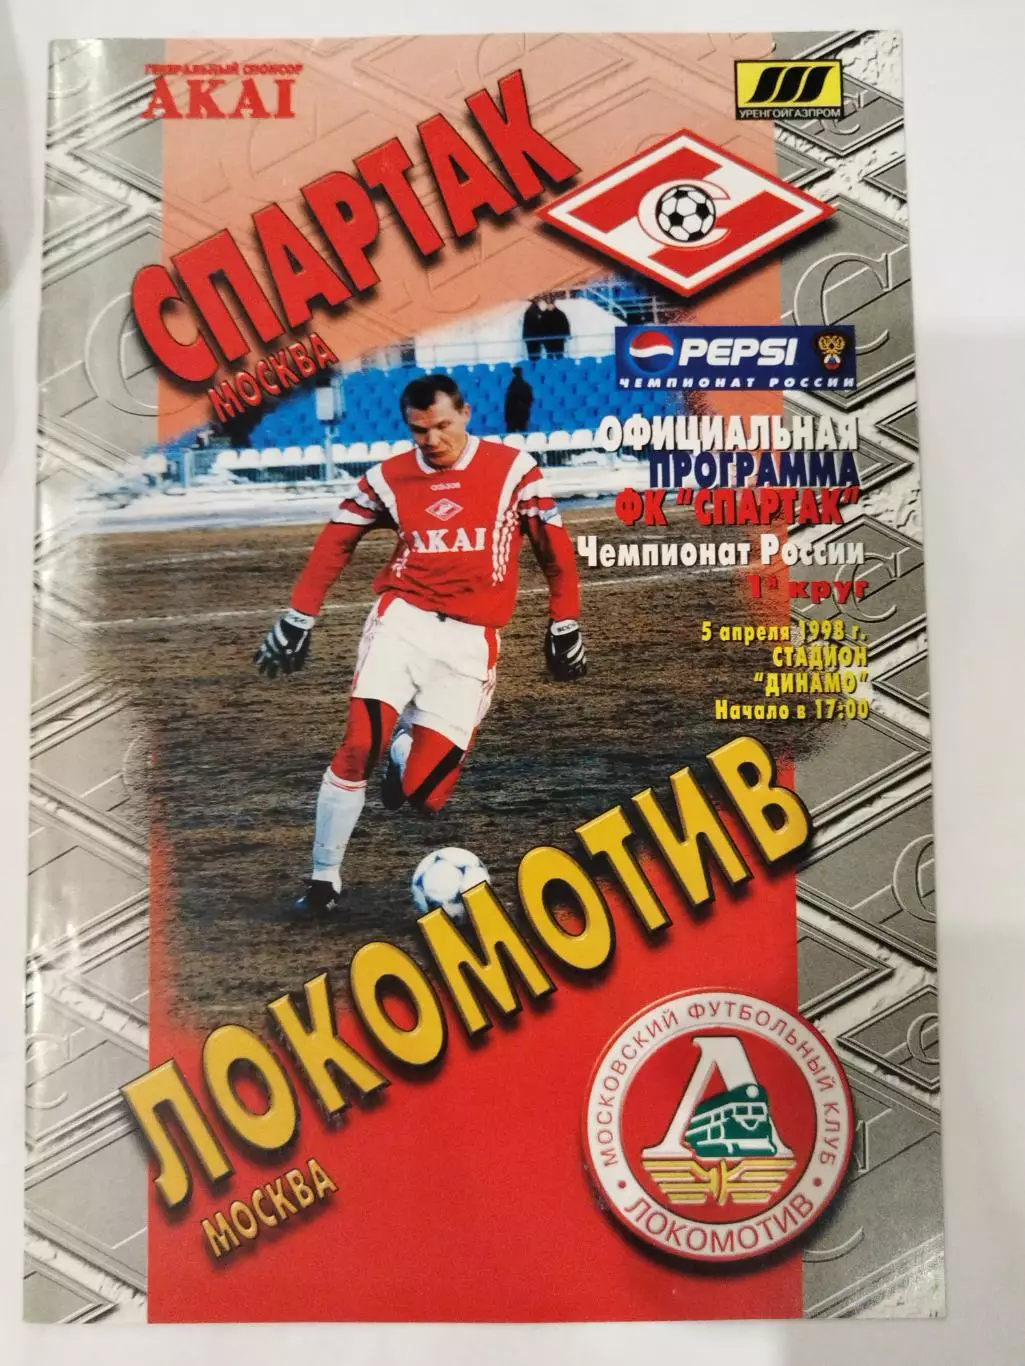 ГЕНЕРАЛЬНЫЙ СПОНСОР
AKAI
УРЕНГОЙГАЗПРОМ
СПАРТАК
МОСКВА
С
PEPSI
ЧЕМПИОНАТ РОССИИ
ОФИЦИАЛЬНАЯ
ПРОГРАММА
ФК "СПАРТАК"
Чемпионат России
1й круг
5 апреля 1998 г.
СТАДИОН
"ДИНАМО"
Начало в 17:00
adidas
AKAI
ЛОКОМОТИВ
МОСКВА
МОСКОВСКИЙ ФУТБОЛЬНЫЙ КЛУБ
· ЛОКОМОТИВ ·